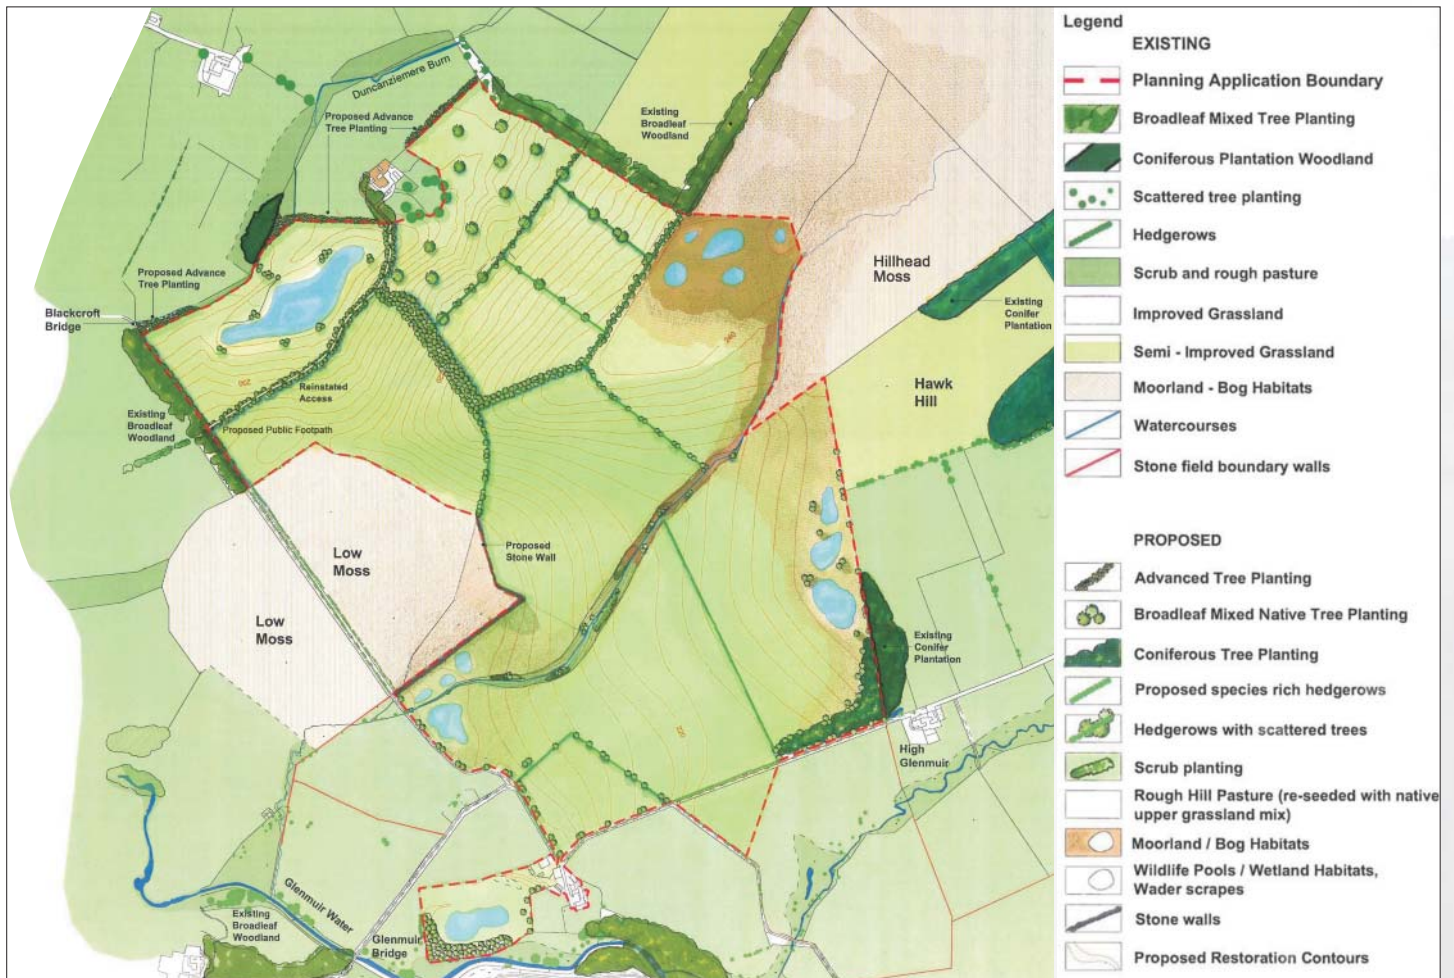 Duncanziemere Burn
Proposed Advance
Tree Planting
Existing
Broadleaf
Woodland
Hillhead
Moss
Proposed Advance
Tree Planting
Blackcroft
Bridge
Existing
Conifer
Plantation
240
200
Reinstated
Access
Hawk
Hill
Existing
Broadleaf
Woodland
Proposed Public Footpath
Low
Moss
Proposed
Stone Wall
Low
Moss
Existing
Conifer
Plantation
High
Glenmuir
Glenmuir Water
Existing
Broadleaf
Woodland
Glenmuir
Bridge
Legend
EXISTING
Planning Application Boundary
Broadleaf Mixed Tree Planting
Coniferous Plantation Woodland
Scattered tree planting
Hedgerows
Scrub and rough pasture
Improved Grassland
Semi - Improved Grassland
Moorland - Bog Habitats
Watercourses
Stone field boundary walls
PROPOSED
Advanced Tree Planting
Broadleaf Mixed Native Tree Planting
Coniferous Tree Planting
Proposed species rich hedgerows
Hedgerows with scattered trees
Scrub planting
Rough Hill Pasture (re-seeded with native
upper grassland mix)
Moorland / Bog Habitats
Wildlife Pools / Wetland Habitats,
Wader scrapes
Stone walls
Proposed Restoration Contours